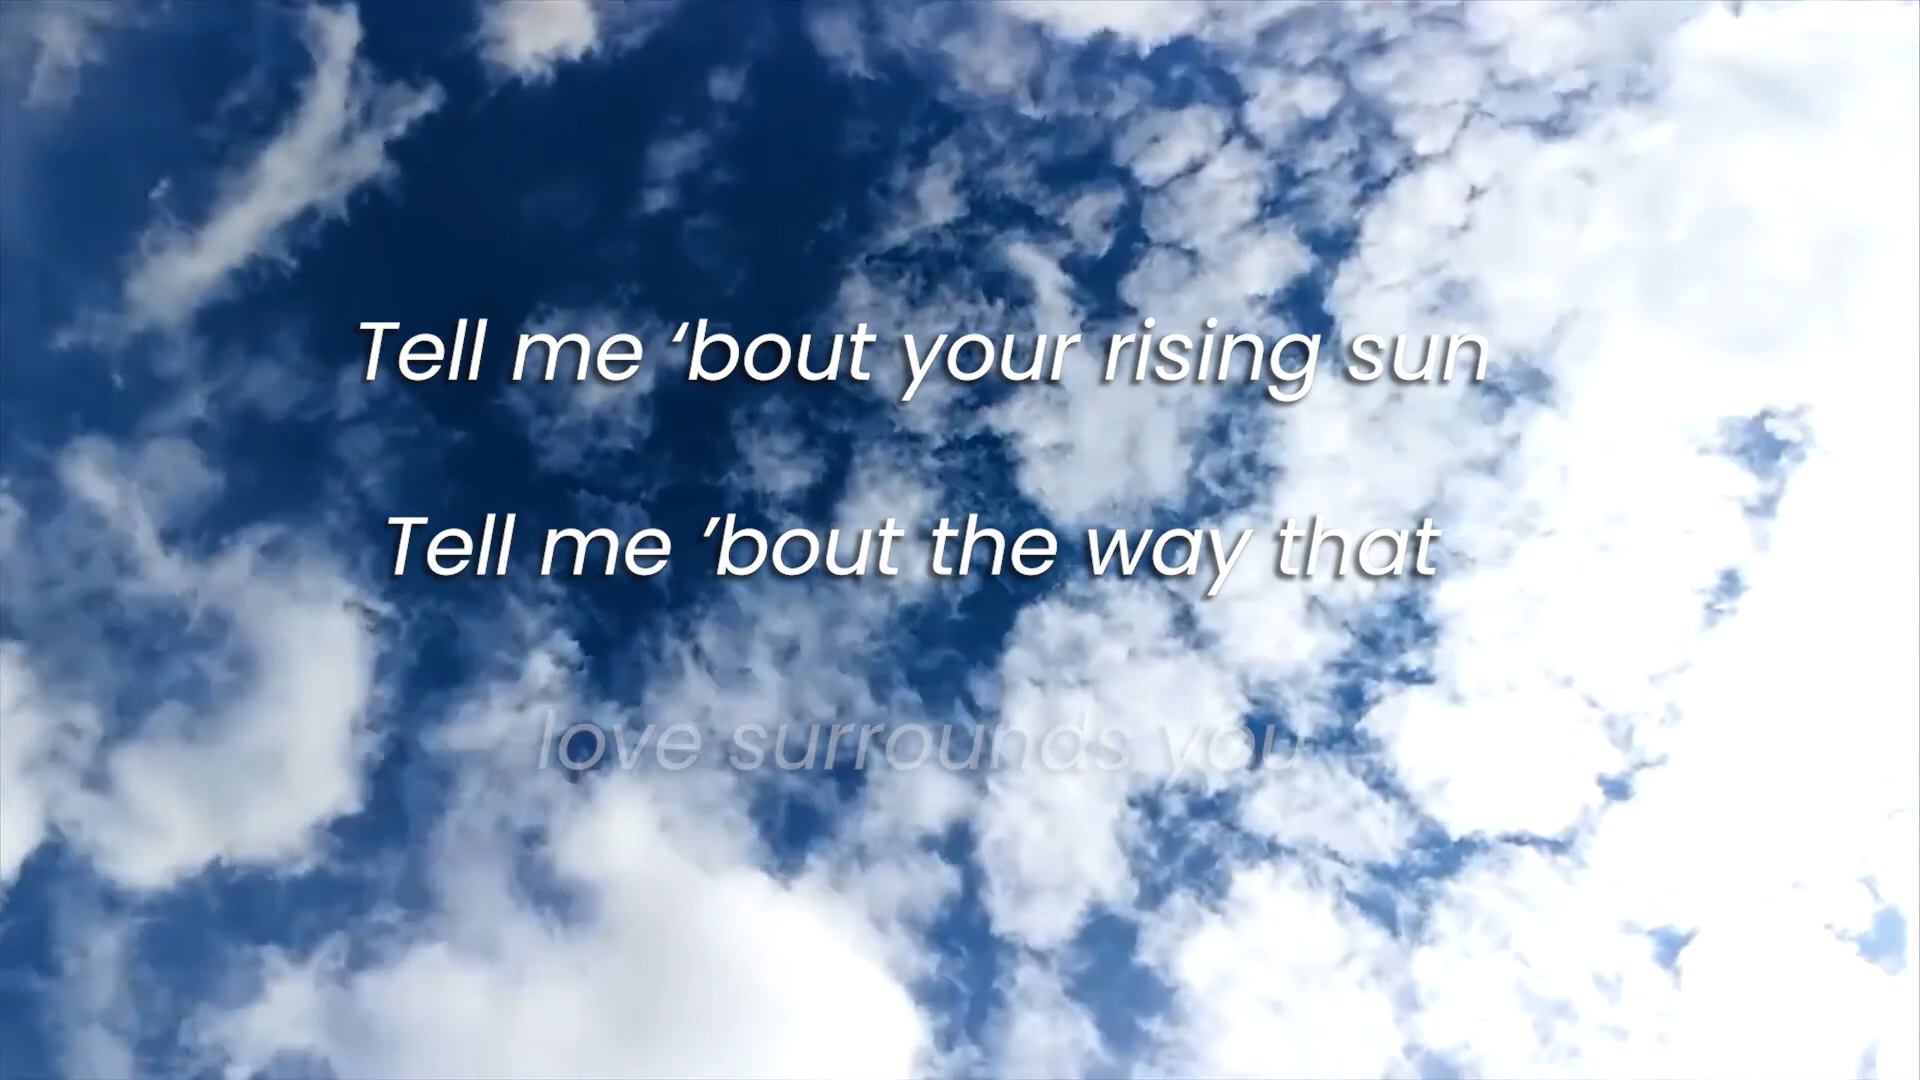 Tell me ‘bout your rising sun
Tell me ’bout the way that
love surrounds you